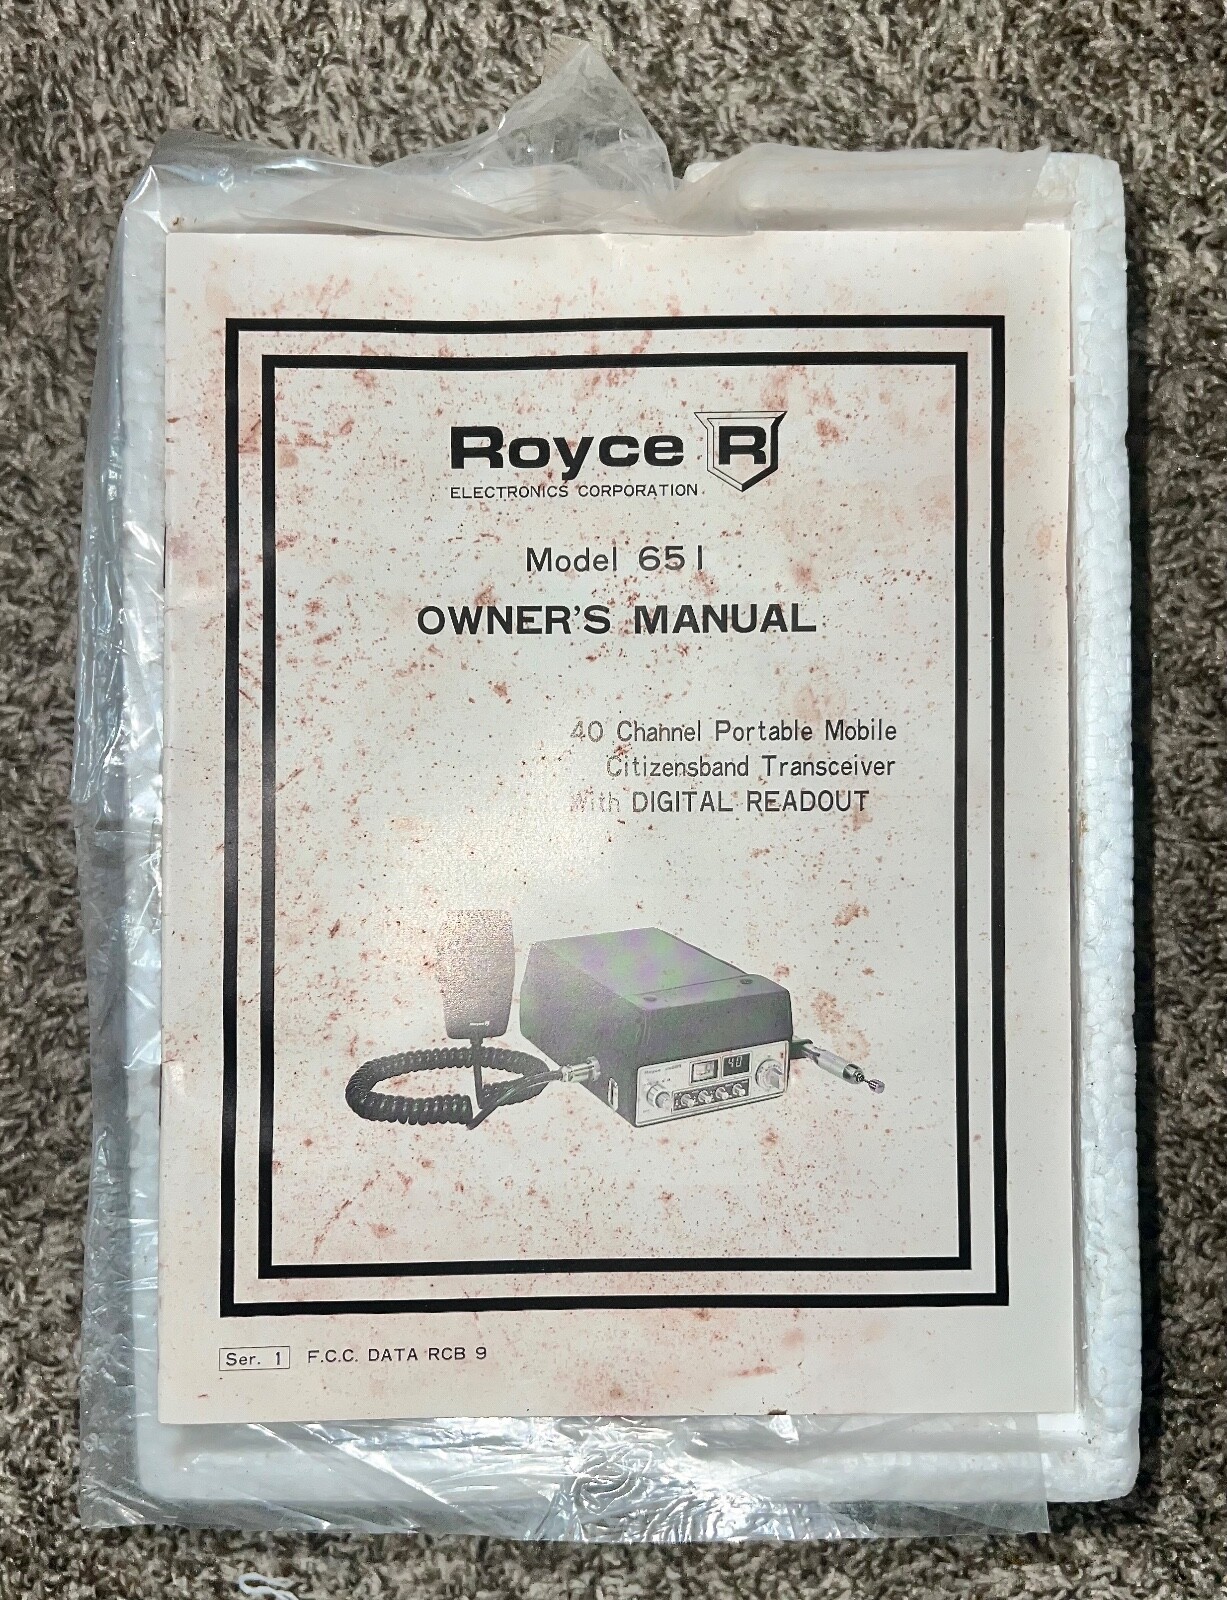 Royce R
ELECTRONICS CORPORATION
Model 651
OWNER'S MANUAL
40 Channel Portable Mobile
Citizensband Transceiver
With DIGITAL READOUT
40
Ser. 1 F.C.C. DATA RCB 9